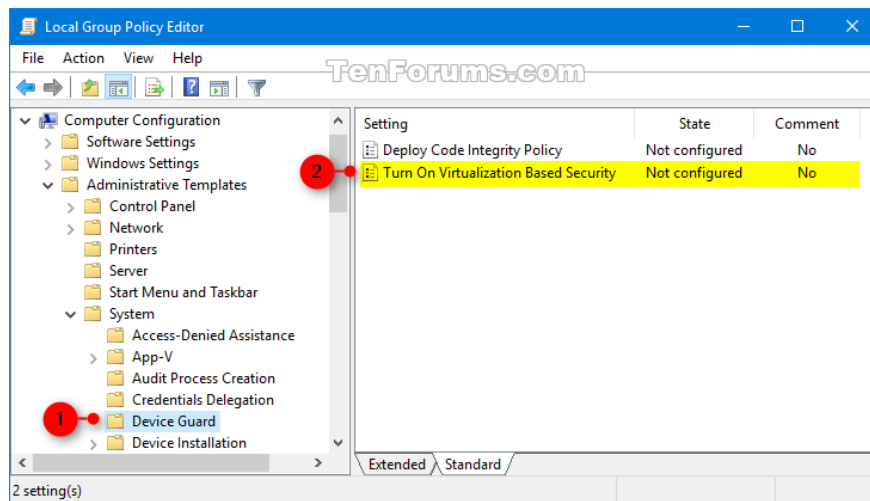 Local Group Policy Editor
File Action View Help
TenForums.com
Computer Configuration
Software Settings
Windows Settings
Administrative Templates
Control Panel
Network
Printers
Server
Start Menu and Taskbar
System
Access-Denied Assistance
App-V
Audit Process Creation
Credentials Delegation
1 Device Guard
Device Installation
Setting State Comment
Deploy Code Integrity Policy Not configured No
2 Turn On Virtualization Based Security Not configured No
Extended Standard
2 setting(s)